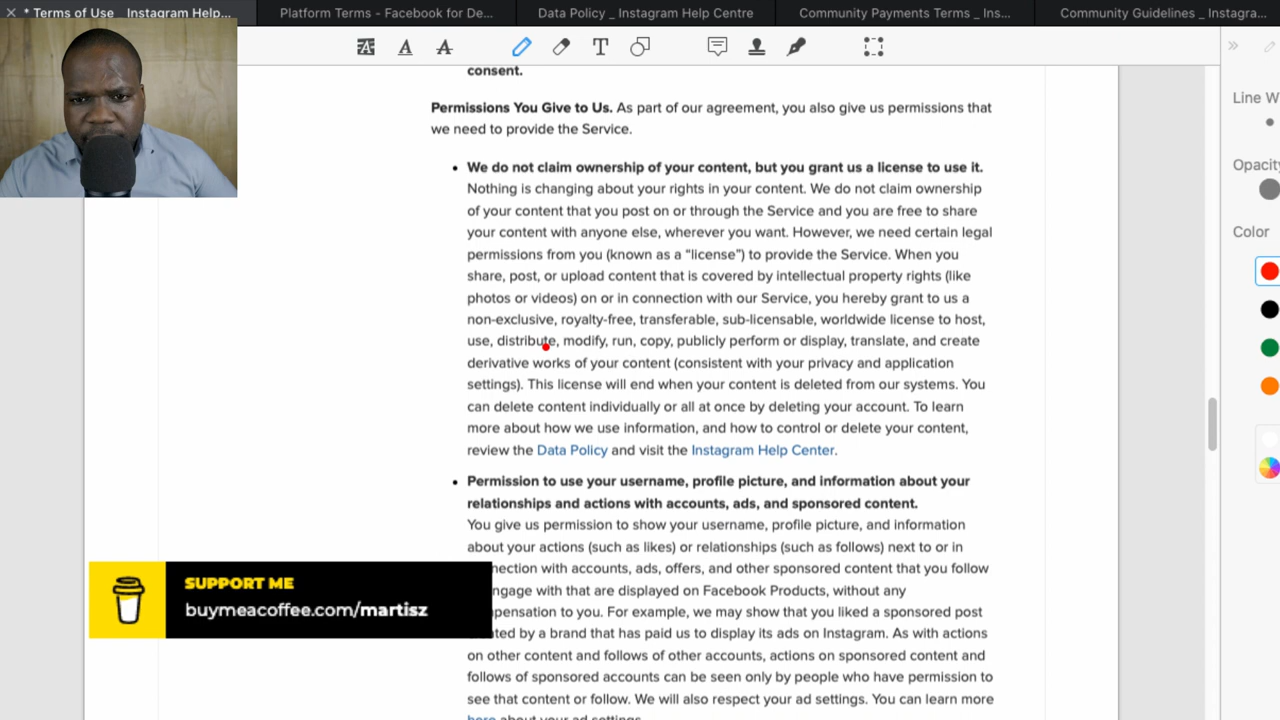 * Terms of Use _ Instagram Help...
Platform Terms - Facebook for De...
Data Policy _ Instagram Help Centre
Community Payments Terms _ Ins...
Community Guidelines _ Instagra...
consent.
Permissions You Give to Us. As part of our agreement, you also give us permissions that
we need to provide the Service.
• We do not claim ownership of your content, but you grant us a license to use it.
Nothing is changing about your rights in your content. We do not claim ownership
of your content that you post on or through the Service and you are free to share
your content with anyone else, wherever you want. However, we need certain legal
permissions from you (known as a “license”) to provide the Service. When you
share, post, or upload content that is covered by intellectual property rights (like
photos or videos) on or in connection with our Service, you hereby grant to us a
non-exclusive, royalty-free, transferable, sub-licensable, worldwide license to host,
use, distribute, modify, run, copy, publicly perform or display, translate, and create
derivative works of your content (consistent with your privacy and application
settings). This license will end when your content is deleted from our systems. You
can delete content individually or all at once by deleting your account. To learn
more about how we use information, and how to control or delete your content,
review the Data Policy and visit the Instagram Help Center.
• Permission to use your username, profile picture, and information about your
relationships and actions with accounts, ads, and sponsored content.
You give us permission to show your username, profile picture, and information
about your actions (such as likes) or relationships (such as follows) next to or in
nnection with accounts, ads, offers, and other sponsored content that you follow
ngage with that are displayed on Facebook Products, without any
pensation to you. For example, we may show that you liked a sponsored post
ted by a brand that has paid us to display its ads on Instagram. As with actions
on other content and follows of other accounts, actions on sponsored content and
follows of sponsored accounts can be seen only by people who have permission to
see that content or follow. We will also respect your ad settings. You can learn more
here about your ad settings.
SUPPORT ME
buymeacoffee.com/martisz
Line W
Opacity
Color